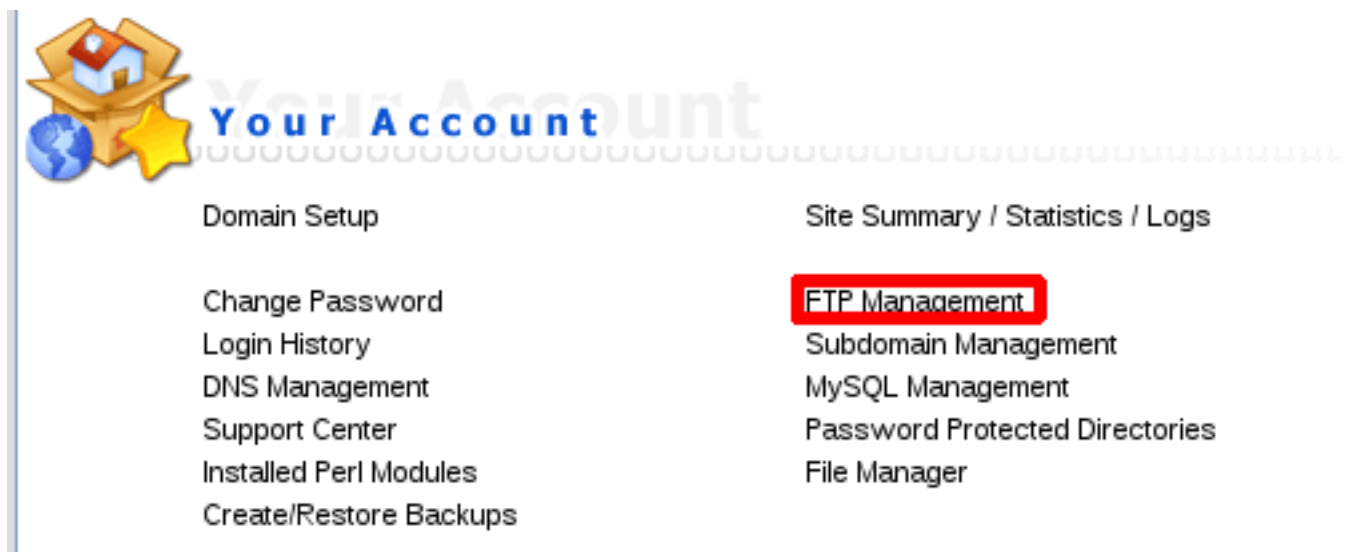 Your Account
Domain Setup
Site Summary / Statistics / Logs
Change Password
FTP Management
Login History
Subdomain Management
DNS Management
MySQL Management
Support Center
Password Protected Directories
Installed Perl Modules
File Manager
Create/Restore Backups